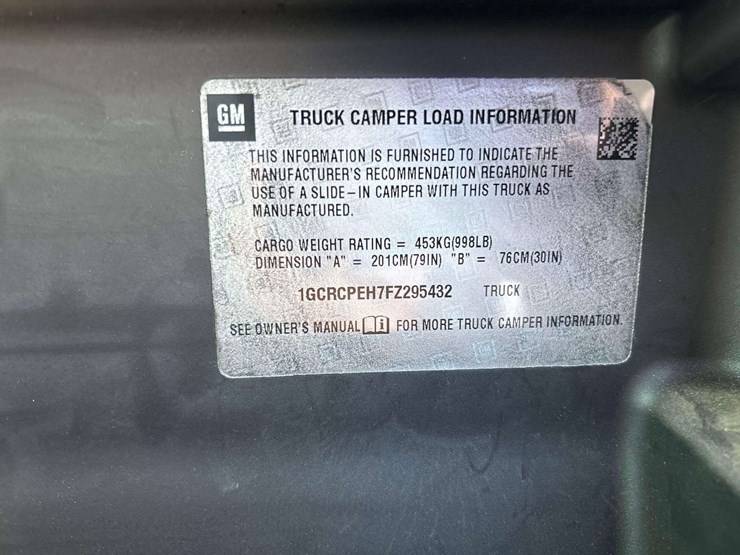 GM
TRUCK CAMPER LOAD INFORMATION
THIS INFORMATION IS FURNISHED TO INDICATE THE
MANUFACTURER'S RECOMMENDATION REGARDING THE
USE OF A SLIDE-IN CAMPER WITH THIS TRUCK AS
MANUFACTURED.
CARGO WEIGHT RATING = 453KG(998LB)
DIMENSION "A" = 201CM(79IN) "B" = 76CM(30IN)
1GCRCPEH7FZ295432 TRUCK
SEE OWNER'S MANUAL i FOR MORE TRUCK CAMPER INFORMATION.